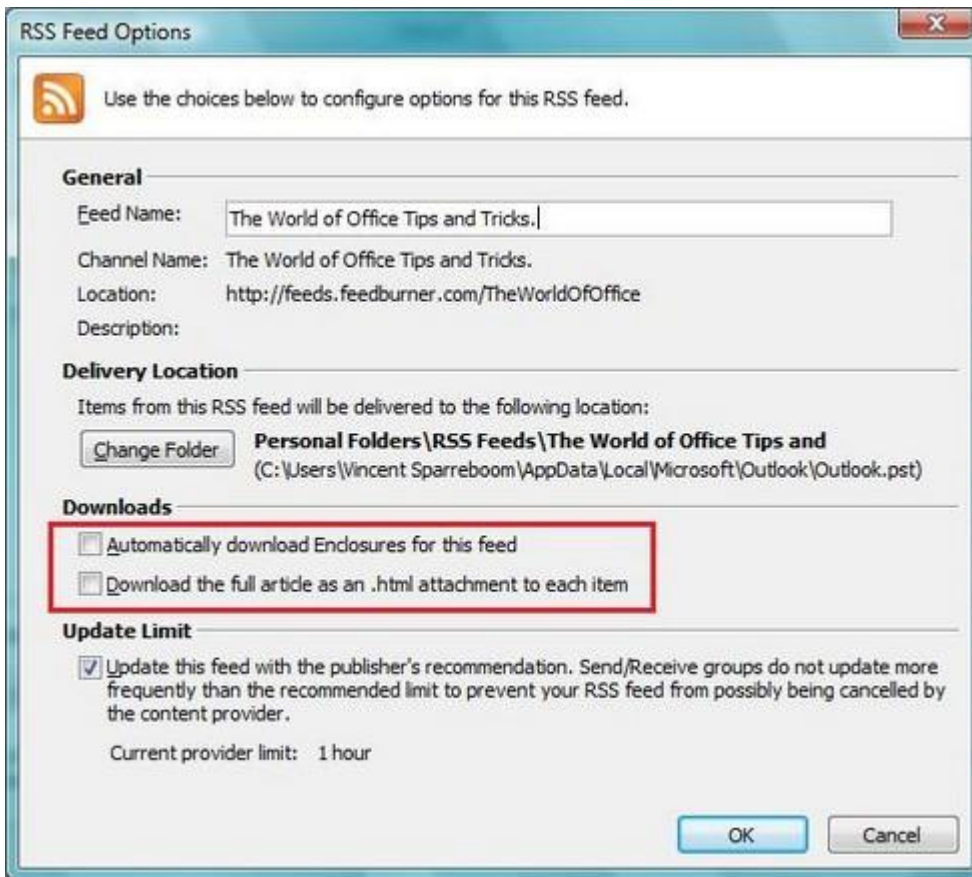 RSS Feed Options
Use the choices below to configure options for this RSS feed.
General
Feed Name:
The World of Office Tips and Tricks.
Channel Name: The World of Office Tips and Tricks.
Location: http://feeds.feedburner.com/TheWorldOfOffice
Description:
Delivery Location
Items from this RSS feed will be delivered to the following location:
Change Folder
Personal Folders\RSS Feeds\The World of Office Tips and
(C:\Users\Vincent Sparreboom\AppData\Local\Microsoft\Outlook\Outlook.pst)
Downloads
Automatically download Enclosures for this feed
Download the full article as an .html attachment to each item
Update Limit
Update this feed with the publisher's recommendation. Send/Receive groups do not update more
frequently than the recommended limit to prevent your RSS feed from possibly being cancelled by
the content provider.
Current provider limit: 1 hour
OK
Cancel